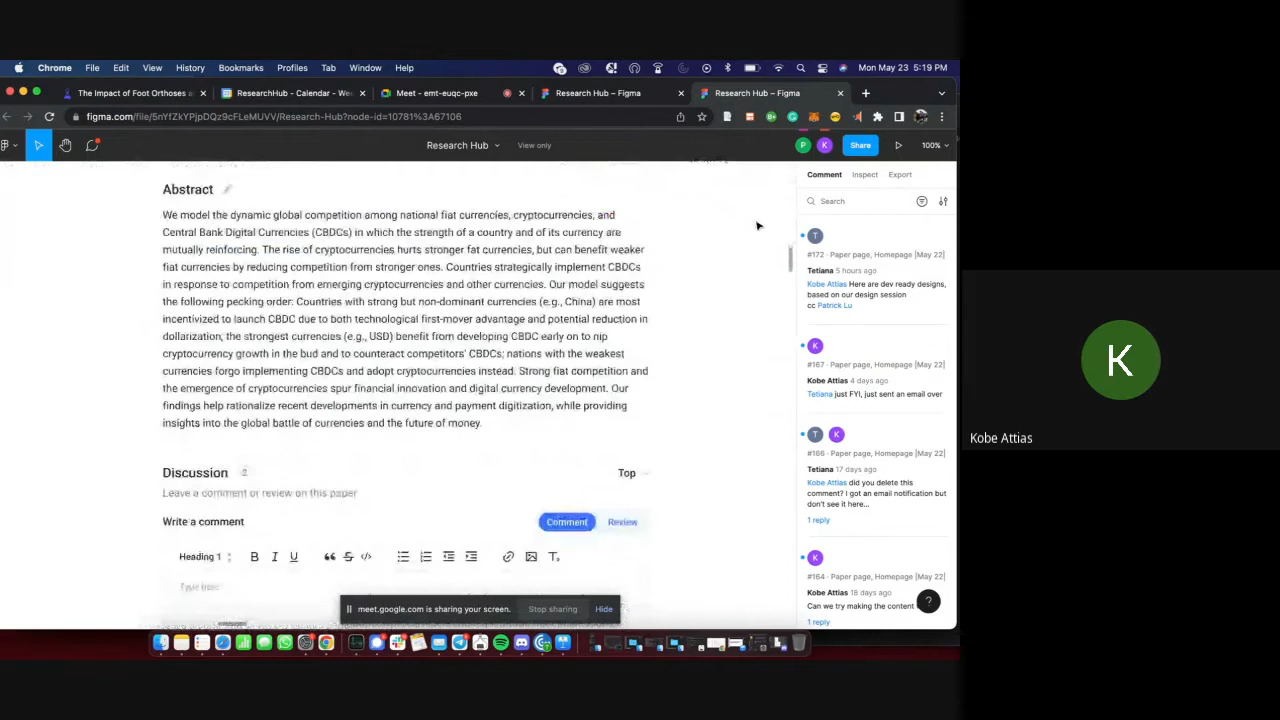 Chrome File Edit View History Bookmarks Profiles Tab Window Help Mon May 23 5:19 PM
The Impact of Foot Orthoses a
ResearchHub - Calendar - We
Meet - emt-euqc-pxe
Research Hub – Figma
Research Hub – Figma
figma.com/file/5nYfZkYPjpDQz9cFLeMUVV/Research-Hub?node-id=10781%3A67106
Research Hub View only P K Share 100%
Comment Inspect Export
Search
Abstract
We model the dynamic global competition among national fiat currencies, cryptocurrencies, and
Central Bank Digital Currencies (CBDCs) in which the strength of a country and of its currency are
mutually reinforcing. The rise of cryptocurrencies hurts stronger fat currencies, but can benefit weaker
fiat currencies by reducing competition from stronger ones. Countries strategically implement CBDCs
in response to competition from emerging cryptocurrencies and other currencies. Our model suggests
the following pecking order: Countries with strong but non-dominant currencies (e.g., China) are most
incentivized to launch CBDC due to both technological first-mover advantage and potential reduction in
dollarization; the strongest currencies (e.g., USD) benefit from developing CBDC early on to nip
cryptocurrency growth in the bud and to counteract competitors' CBDCs; nations with the weakest
currencies forgo implementing CBDCs and adopt cryptocurrencies instead. Strong fiat competition and
the emergence of cryptocurrencies spur financial innovation and digital currency development. Our
findings help rationalize recent developments in currency and payment digitization, while providing
insights into the global battle of currencies and the future of money.
Discussion 2 Top
Leave a comment or review on this paper
Write a comment Comment Review
Heading 1 B I U
Type here
T
#172 · Paper page, Homepage |May 22|
Tetiana 5 hours ago
Kobe Attias Here are dev ready designs,
based on our design session
cc Patrick Lu
K
#167 · Paper page, Homepage |May 22|
Kobe Attias 4 days ago
Tetiana just FYI, just sent an email over
T K
#166 · Paper page, Homepage |May 22|
Tetiana 17 days ago
Kobe Attias did you delete this
comment? I got an email notification but
don't see it here...
1 reply
K
#164 · Paper page, Homepage |May 22|
Kobe Attias 18 days ago
Can we try making the content
1 reply
?
meet.google.com is sharing your screen. Stop sharing Hide
K
Kobe Attias